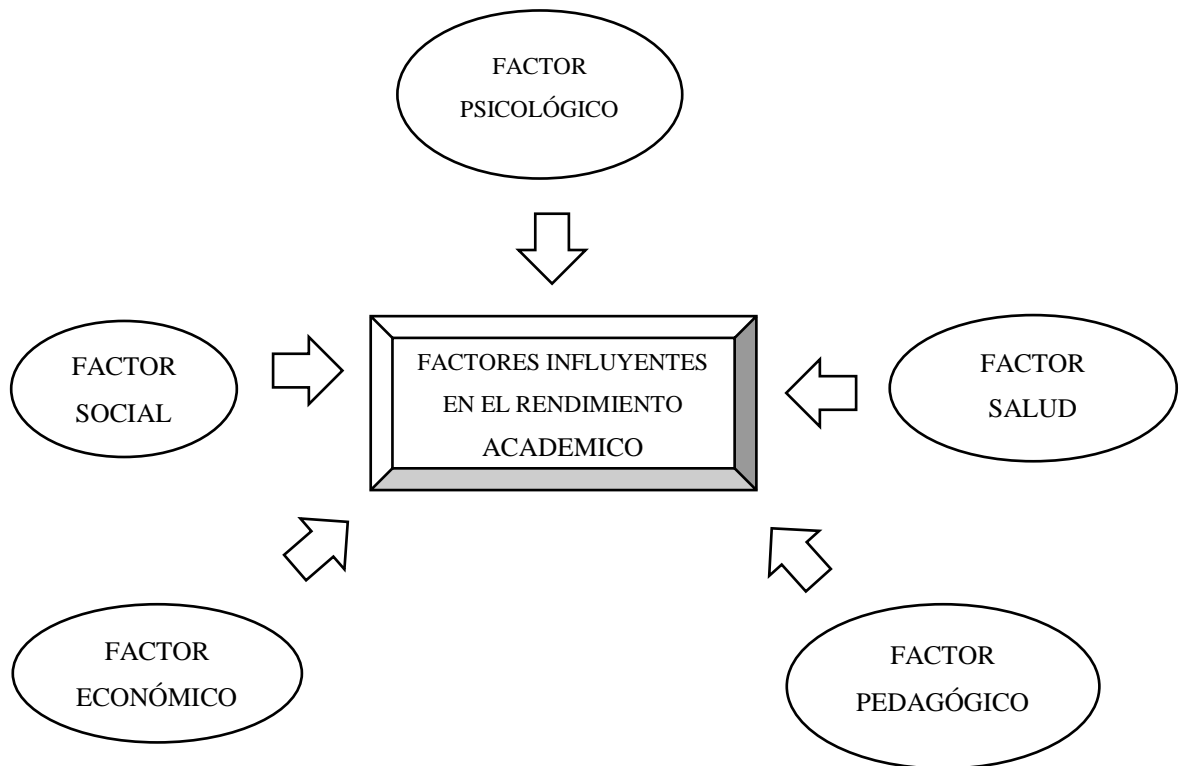 FACTOR
PSICOLÓGICO
FACTOR
SOCIAL
FACTORES INFLUYENTES
EN EL RENDIMIENTO
ACADEMICO
FACTOR
SALUD
FACTOR
ECONÓMICO
FACTOR
PEDAGÓGICO